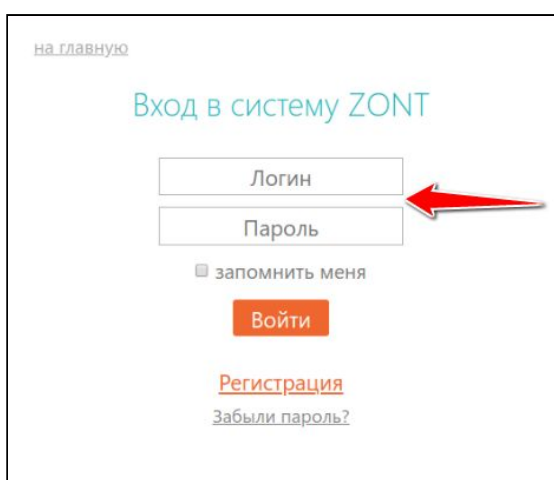 на главную
Вход в систему ZONT
Логин
Пароль
запомнить меня
Войти
Регистрация
Забыли пароль?